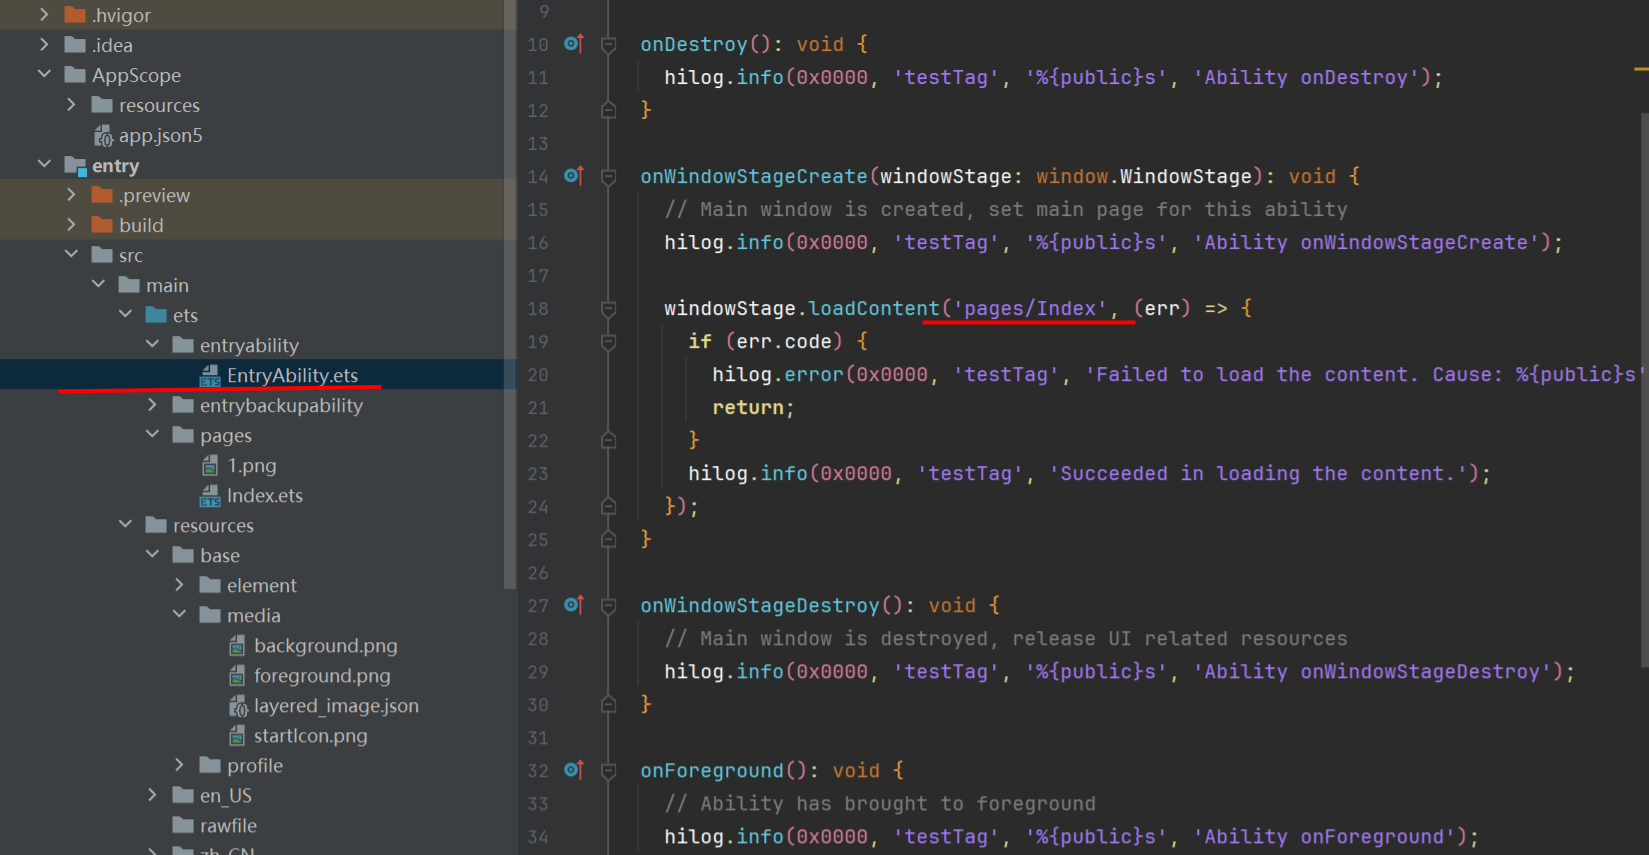 .hvigor
.idea
AppScope
resources
app.json5
entry
.preview
build
src
main
ets
entryability
EntryAbility.ets
entrybackupability
pages
1.png
Index.ets
resources
base
element
media
background.png
foreground.png
layered_image.json
startIcon.png
profile
en_US
rawfile
zh_CN
9
10 onDestroy(): void {
11 hilog.info(0x0000, 'testTag', '%{public}s', 'Ability onDestroy');
12 }
13
14 onWindowStageCreate(windowStage: window.WindowStage): void {
15 // Main window is created, set main page for this ability
16 hilog.info(0x0000, 'testTag', '%{public}s', 'Ability onWindowStageCreate');
17
18 windowStage.loadContent('pages/Index', (err) => {
19 if (err.code) {
20 hilog.error(0x0000, 'testTag', 'Failed to load the content. Cause: %{public}s'
21 return;
22 }
23 hilog.info(0x0000, 'testTag', 'Succeeded in loading the content.');
24 });
25 }
26
27 onWindowStageDestroy(): void {
28 // Main window is destroyed, release UI related resources
29 hilog.info(0x0000, 'testTag', '%{public}s', 'Ability onWindowStageDestroy');
30 }
31
32 onForeground(): void {
33 // Ability has brought to foreground
34 hilog.info(0x0000, 'testTag', '%{public}s', 'Ability onForeground');